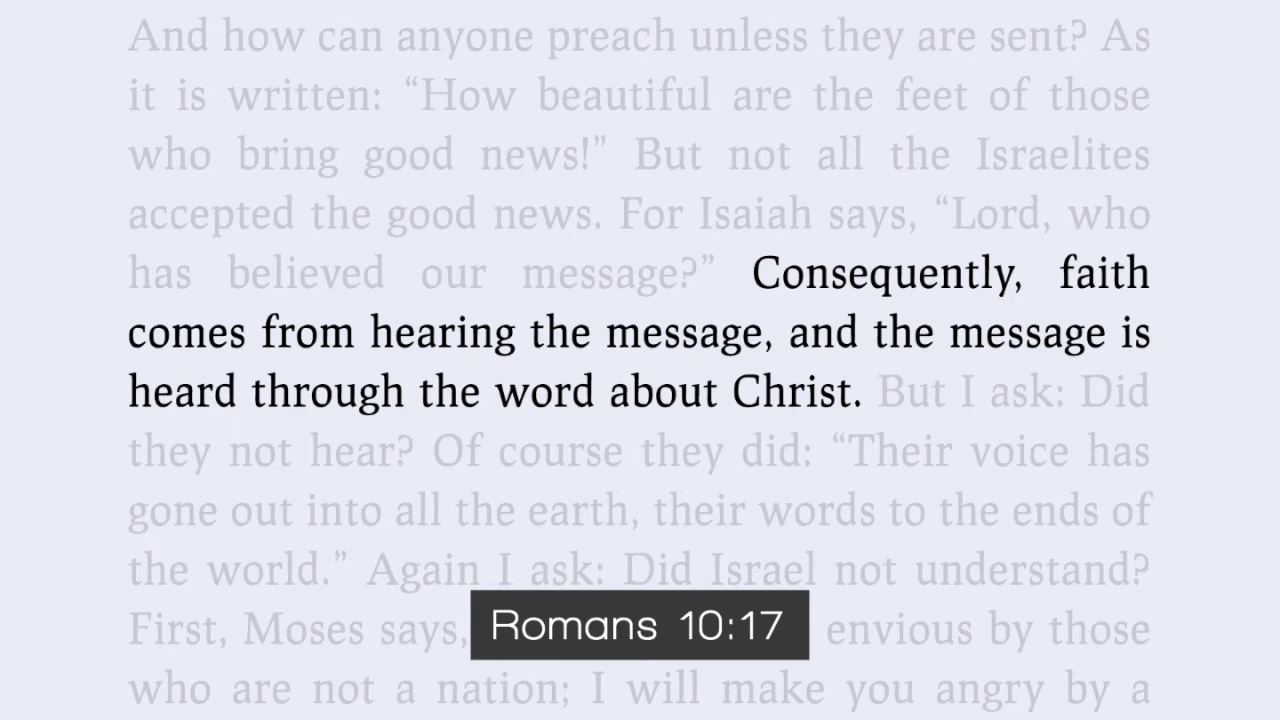 And how can anyone preach unless they are sent? As
it is written: “How beautiful are the feet of those
who bring good news!” But not all the Israelites
accepted the good news. For Isaiah says, “Lord, who
has believed our message?” Consequently, faith
comes from hearing the message, and the message is
heard through the word about Christ. But I ask: Did
they not hear? Of course they did: “Their voice has
gone out into all the earth, their words to the ends of
the world.” Again I ask: Did Israel not understand?
First, Moses says, envious by those
Romans 10:17
who are not a nation; I will make you angry by a